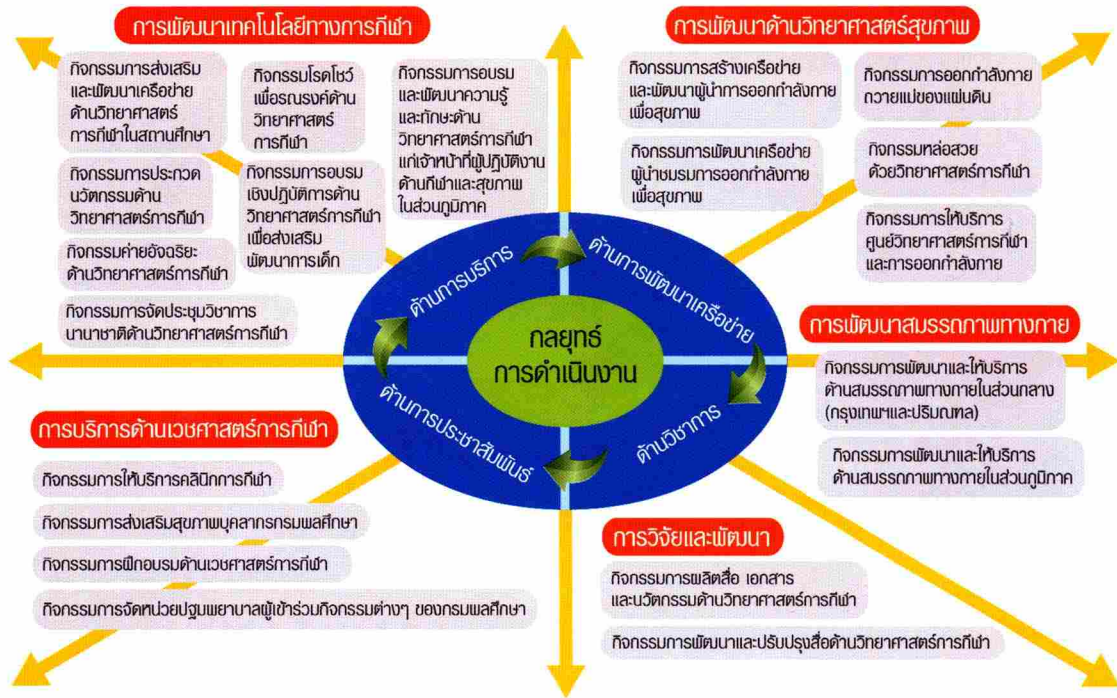 การพัฒนาเทคโนโลยีทางการกีฬา
กิจกรรมการส่งเสริม
และพัฒนาเครือข่าย
ด้านวิทยาศาสตร์
การกีฬาในสถานศึกษา
กิจกรรมโรดโชว์
เพื่อรณรงค์ด้าน
วิทยาศาสตร์
การกีฬา
กิจกรรมการอบรม
และพัฒนาความรู้
และทักษะด้าน
วิทยาศาสตร์การกีฬา
แก่เจ้าหน้าที่ผู้ปฏิบัติงาน
ด้านกีฬาและสุขภาพ
ในส่วนภูมิภาค
กิจกรรมการประกวด
นวัตกรรมด้าน
วิทยาศาสตร์การกีฬา
กิจกรรมการอบรม
เชิงปฏิบัติการด้าน
วิทยาศาสตร์การกีฬา
เพื่อส่งเสริม
พัฒนาการเด็ก
กิจกรรมค่ายอัจฉริยะ
ด้านวิทยาศาสตร์การกีฬา
กิจกรรมการจัดประชุมวิชาการ
นานาชาติด้านวิทยาศาสตร์การกีฬา
การพัฒนาด้านวิทยาศาสตร์สุขภาพ
กิจกรรมการสร้างเครือข่าย
และพัฒนาผู้นำการออกกำลังกาย
เพื่อสุขภาพ
กิจกรรมการออกกำลังกาย
ถวายแม่ของแผ่นดิน
กิจกรรมการพัฒนาเครือข่าย
ผู้นำชมรมการออกกำลังกาย
เพื่อสุขภาพ
กิจกรรมหล่อสวย
ด้วยวิทยาศาสตร์การกีฬา
กิจกรรมการให้บริการ
ศูนย์วิทยาศาสตร์การกีฬา
และการออกกำลังกาย
ด้านการบริการ
ด้านการพัฒนาเครือข่าย
กลยุทธ์
การดำเนินงาน
ด้านการประชาสัมพันธ์
ด้านวิชาการ
การพัฒนาสมรรถภาพทางกาย
กิจกรรมการพัฒนาและให้บริการ
ด้านสมรรถภาพทางกายในส่วนกลาง
(กรุงเทพฯและปริมณฑล)
กิจกรรมการพัฒนาและให้บริการ
ด้านสมรรถภาพทางกายในส่วนภูมิภาค
การบริการด้านเวชศาสตร์การกีฬา
กิจกรรมการให้บริการคลินิกการกีฬา
กิจกรรมการส่งเสริมสุขภาพบุคลากรกรมพลศึกษา
กิจกรรมการฝึกอบรมด้านเวชศาสตร์การกีฬา
กิจกรรมการจัดหน่วยปฐมพยาบาลผู้เข้าร่วมกิจกรรมต่างๆ ของกรมพลศึกษา
การวิจัยและพัฒนา
กิจกรรมการผลิตสื่อ เอกสาร
และนวัตกรรมด้านวิทยาศาสตร์การกีฬา
กิจกรรมการพัฒนาและปรับปรุงสื่อด้านวิทยาศาสตร์การกีฬา